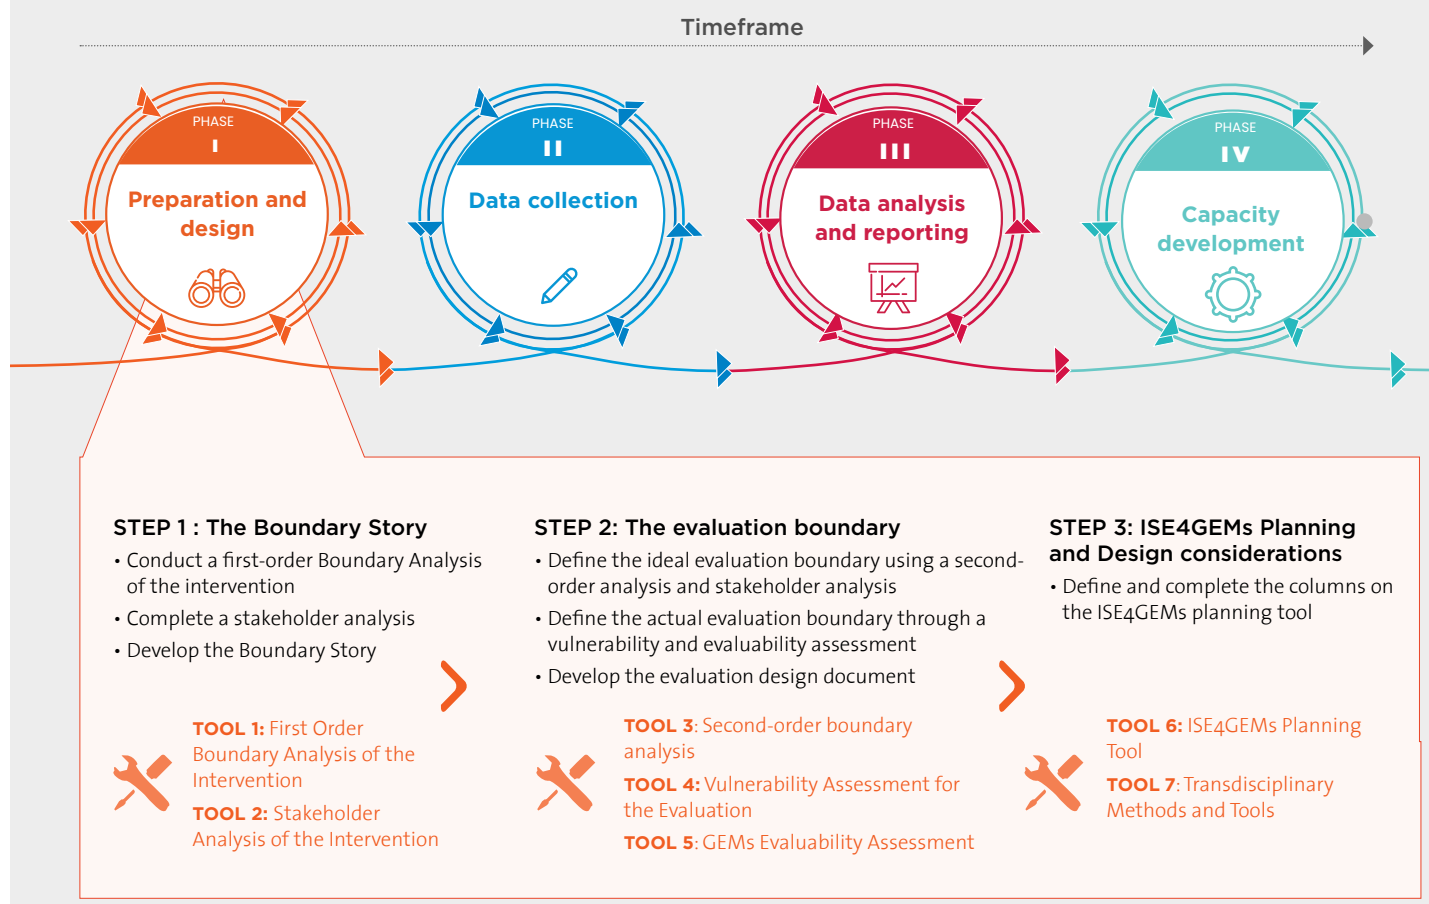 Timeframe
PHASE
I
Preparation and
design
PHASE
II
Data collection
PHASE
III
Data analysis
and reporting
PHASE
IV
Capacity
development
STEP 1 : The Boundary Story
• Conduct a first-order Boundary Analysis
of the intervention
• Complete a stakeholder analysis
• Develop the Boundary Story
TOOL 1: First Order
Boundary Analysis of the
Intervention
TOOL 2: Stakeholder
Analysis of the Intervention
STEP 2: The evaluation boundary
• Define the ideal evaluation boundary using a second-
order analysis and stakeholder analysis
• Define the actual evaluation boundary through a
vulnerability and evaluability assessment
• Develop the evaluation design document
TOOL 3: Second-order boundary
analysis
TOOL 4: Vulnerability Assessment for
the Evaluation
TOOL 5: GEMs Evaluability Assessment
STEP 3: ISE4GEMs Planning
and Design considerations
• Define and complete the columns on
the ISE4GEMs planning tool
TOOL 6: ISE4GEMs Planning
Tool
TOOL 7: Transdisciplinary
Methods and Tools